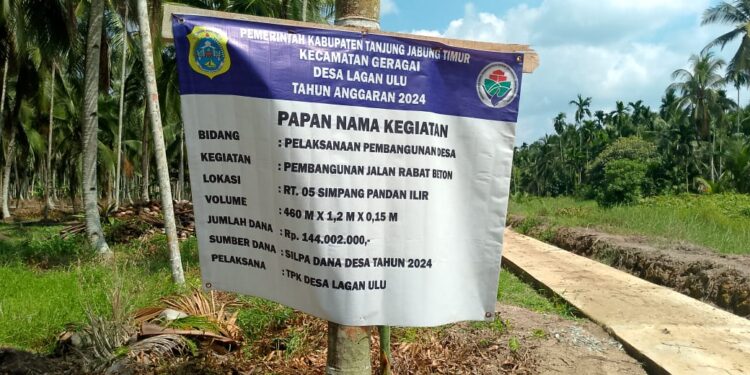 PEMERINTAH KABUPATEN TANJUNG JABUNG TIMUR
KECAMATAN GERAGAI
DESA LAGAN ULU
TAHUN ANGGARAN 2024
PAPAN NAMA KEGIATAN
BIDANG : PELAKSANAAN PEMBANGUNAN DESA
KEGIATAN : PEMBANGUNAN JALAN RABAT BETON
LOKASI : RT. 05 SIMPANG PANDAN ILIR
VOLUME : 460 M X 1,2 M X 0,15 M
JUMLAH DANA : Rp. 144.002.000,-
SUMBER DANA : SILPA DANA DESA TAHUN 2024
PELAKSANA : TPK DESA LAGAN ULU